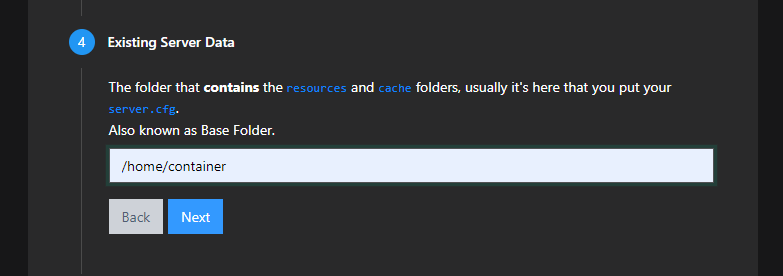 4 Existing Server Data
The folder that contains the resources and cache folders, usually it's here that you put your
server.cfg.
Also known as Base Folder.
/home/container
Back Next